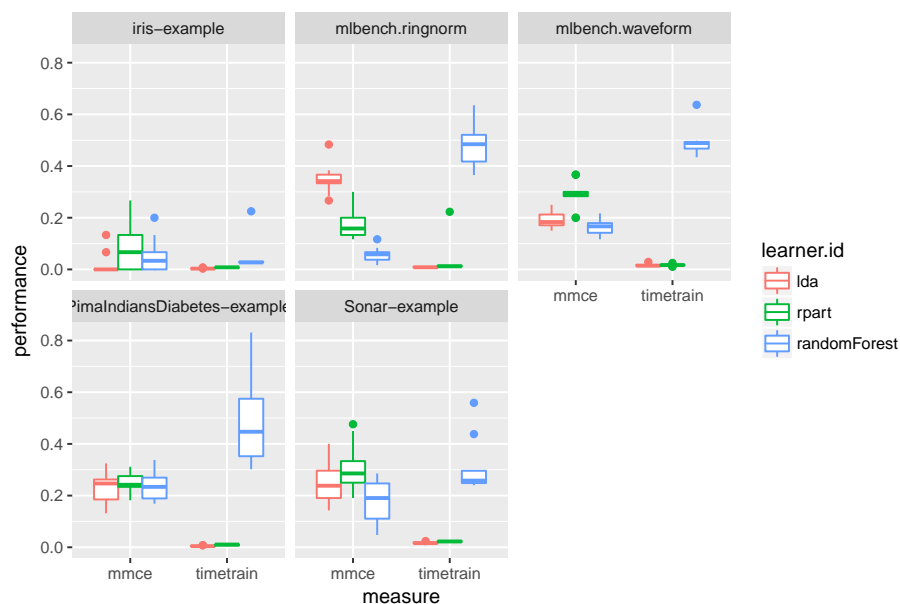 iris−example
mlbench.ringnorm
mlbench.waveform
0.8
0.6
0.4
0.2
0.0
PimaIndiansDiabetes−example
Sonar−example
mmce
timetrain
0.8
0.6
0.4
0.2
0.0
mmce
timetrain
mmce
timetrain
measure
performance
learner.id
lda
rpart
randomForest